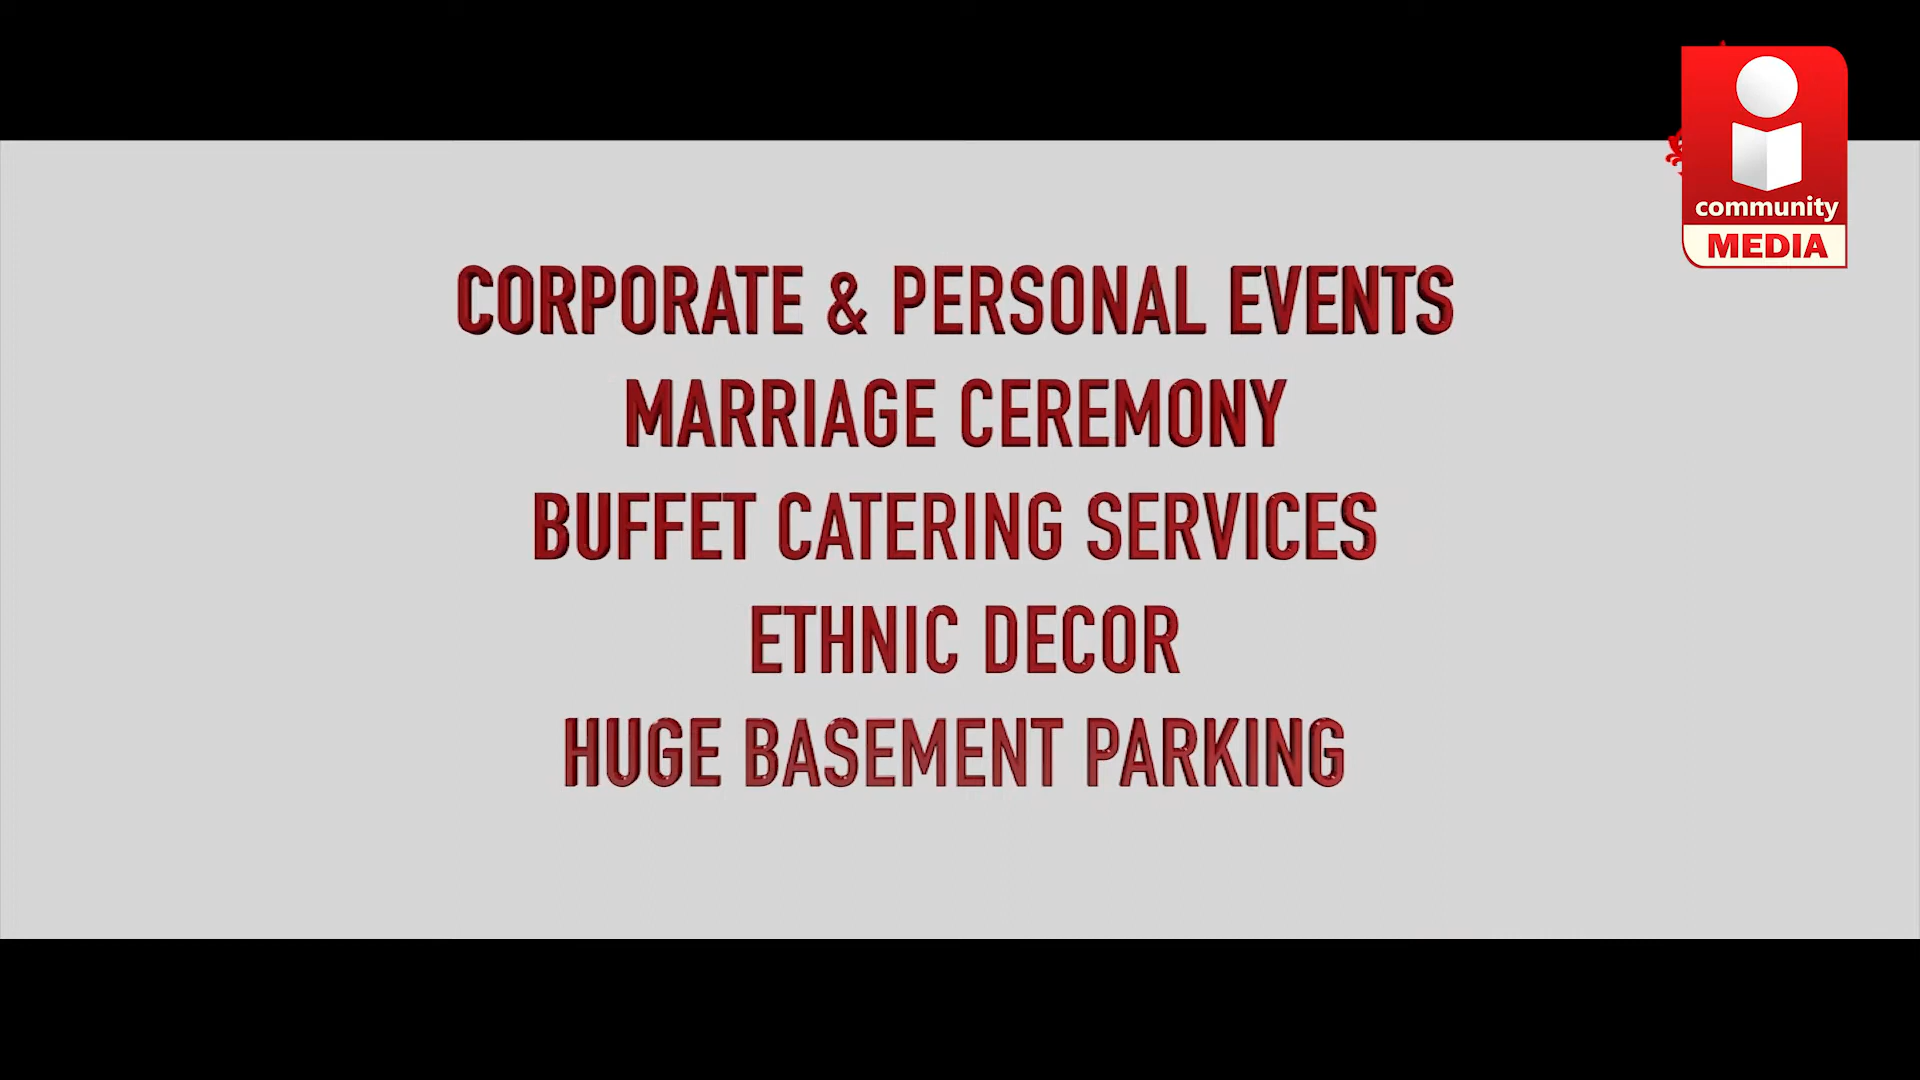 community
MEDIA
CORPORATE & PERSONAL EVENTS
MARRIAGE CEREMONY
BUFFET CATERING SERVICES
ETHNIC DECOR
HUGE BASEMENT PARKING